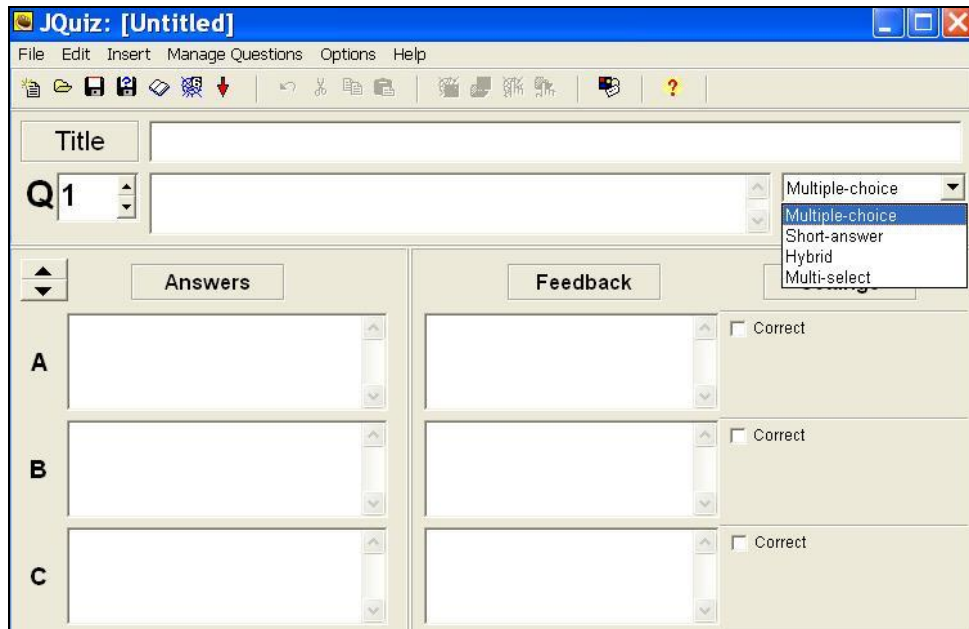 JQuiz: [Untitled]
File Edit Insert Manage Questions Options Help
?
Title
Q 1 Multiple-choice
Multiple-choice
Short-answer
Hybrid
Multi-select
Answers Feedback
A Correct
B Correct
C Correct